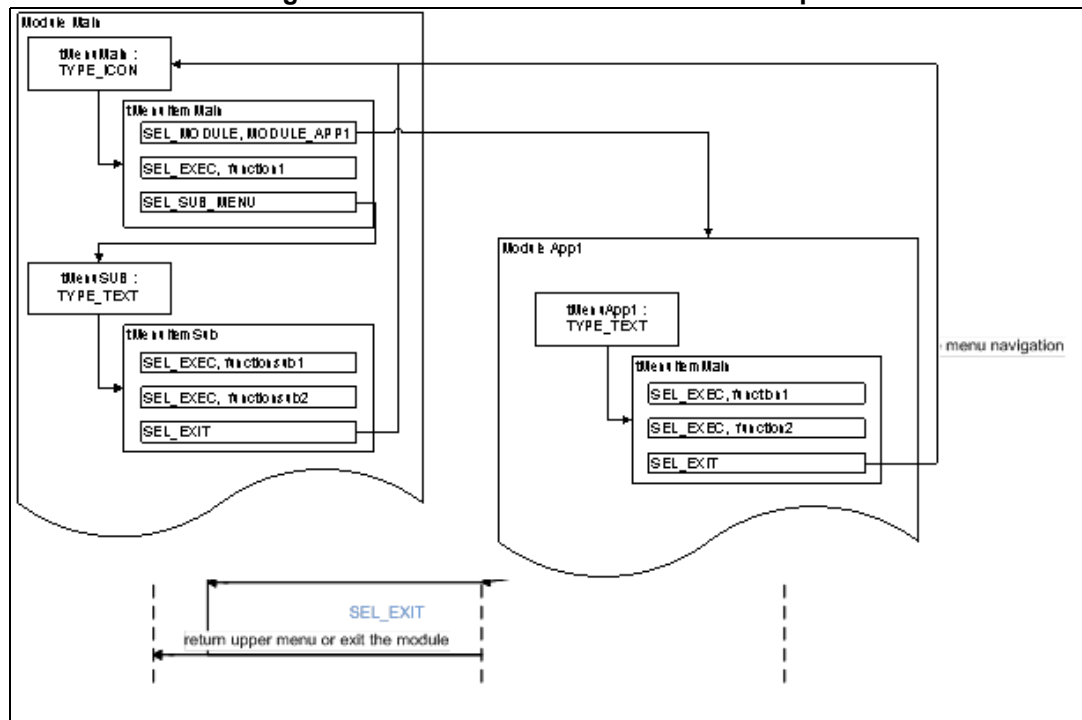 Module Main
tMenuMain :
TYPE_ICON
tMenuItemMain
SEL_MODULE, MODULE_APP1
SEL_EXEC, function1
SEL_SUB_MENU
tMenuSUB :
TYPE_TEXT
tMenuItemSub
SEL_EXEC, functionsub1
SEL_EXEC, functionsub2
SEL_EXIT
Module App1
tMenuApp1 :
TYPE_TEXT
menu navigation
tMenuItemMain
SEL_EXEC, function1
SEL_EXEC, function2
SEL_EXIT
SEL_EXIT
return upper menu or exit the module